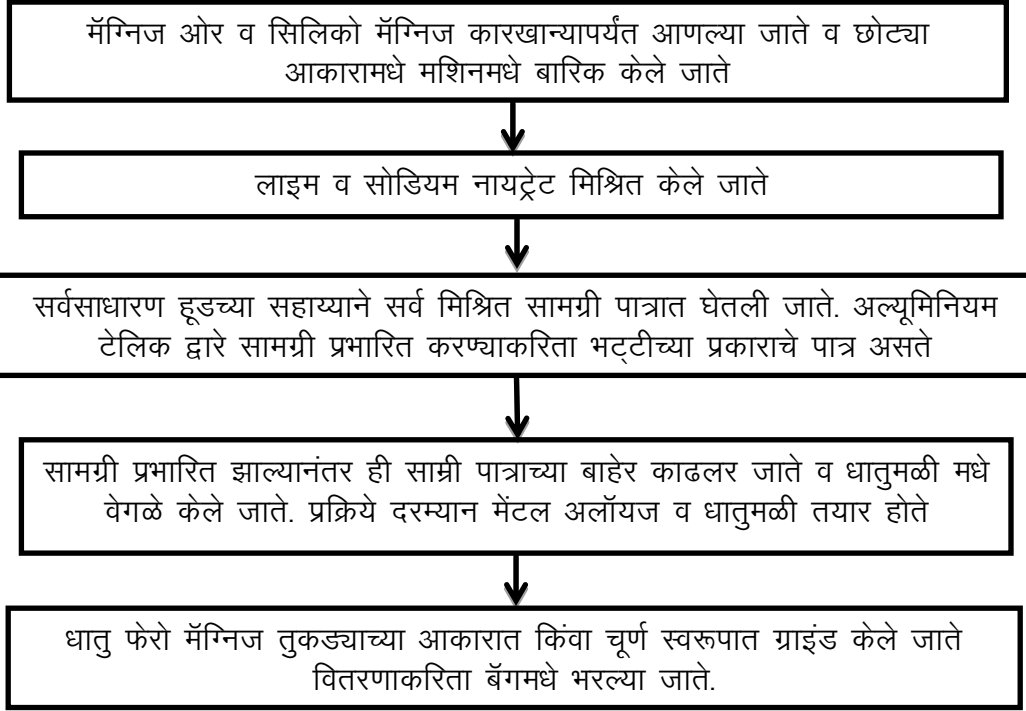 मॅग्निज ओर व सिलिको मॅग्निज कारखान्यापर्यंत आणल्या जाते व छोट्या
आकारामधे मशिनमधे बारिक केले जाते
लाइम व सोडियम नायट्रेट मिश्रित केले जाते
सर्वसाधारण हूडच्या सहाय्याने सर्व मिश्रित सामग्री पात्रात घेतली जाते. अल्यूमिनियम
टेलिक द्वारे सामग्री प्रभारित करण्याकरिता भट्टीच्या प्रकाराचे पात्र असते
सामग्री प्रभारित झाल्यानंतर ही साम्री पात्राच्या बाहेर काढलर जाते व धातुमळी मधे
वेगळे केले जाते. प्रक्रिये दरम्यान मेंटल अलॉयज व धातुमळी तयार होते
धातु फेरो मॅग्निज तुकड्याच्या आकारात किंवा चूर्ण स्वरूपात ग्राइंड केले जाते
वितरणाकरिता बॅगमधे भरल्या जाते.